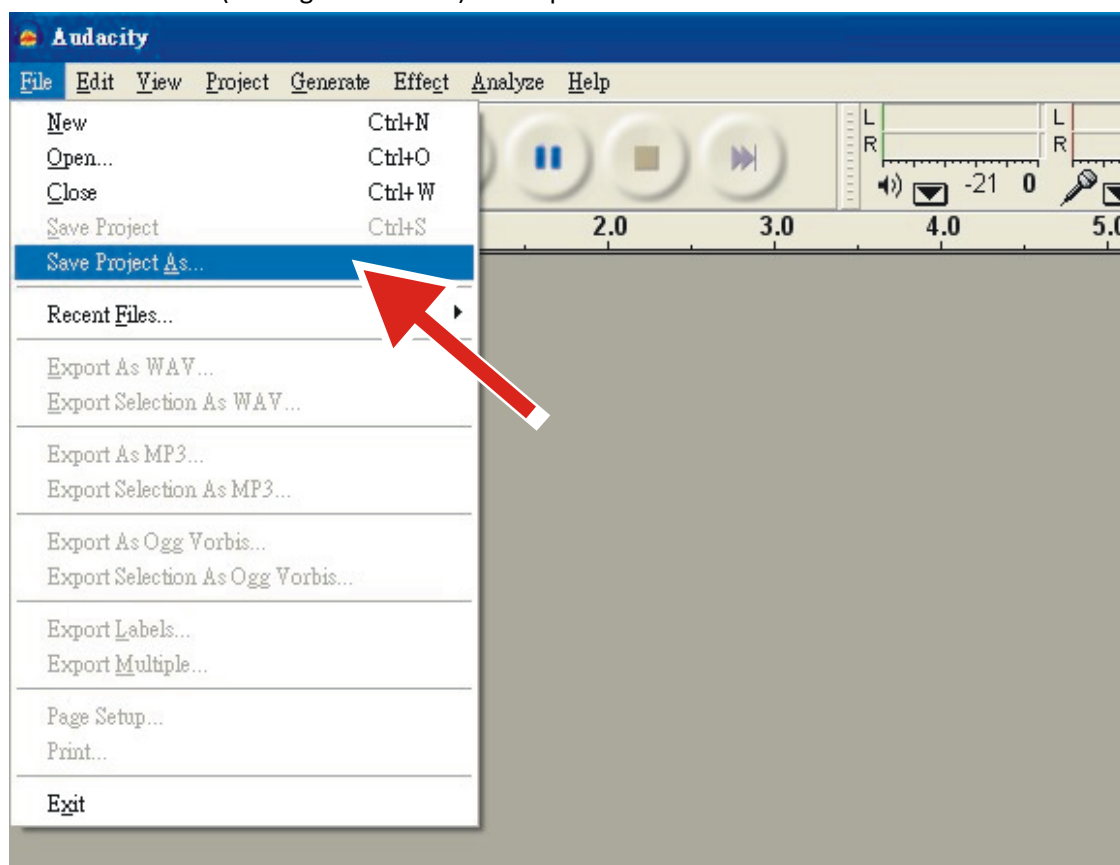 Audacity
File Edit View Project Generate Effect Analyze Help
New Ctrl+N
Open... Ctrl+O
Close Ctrl+W
Save Project Ctrl+S
Save Project As...
Recent Files...
Export As WAV...
Export Selection As WAV...
Export As MP3...
Export Selection As MP3...
Export As Ogg Vorbis...
Export Selection As Ogg Vorbis...
Export Labels...
Export Multiple...
Page Setup...
Print...
Exit
L L
R R
-21 0
2.0 3.0 4.0 5.0